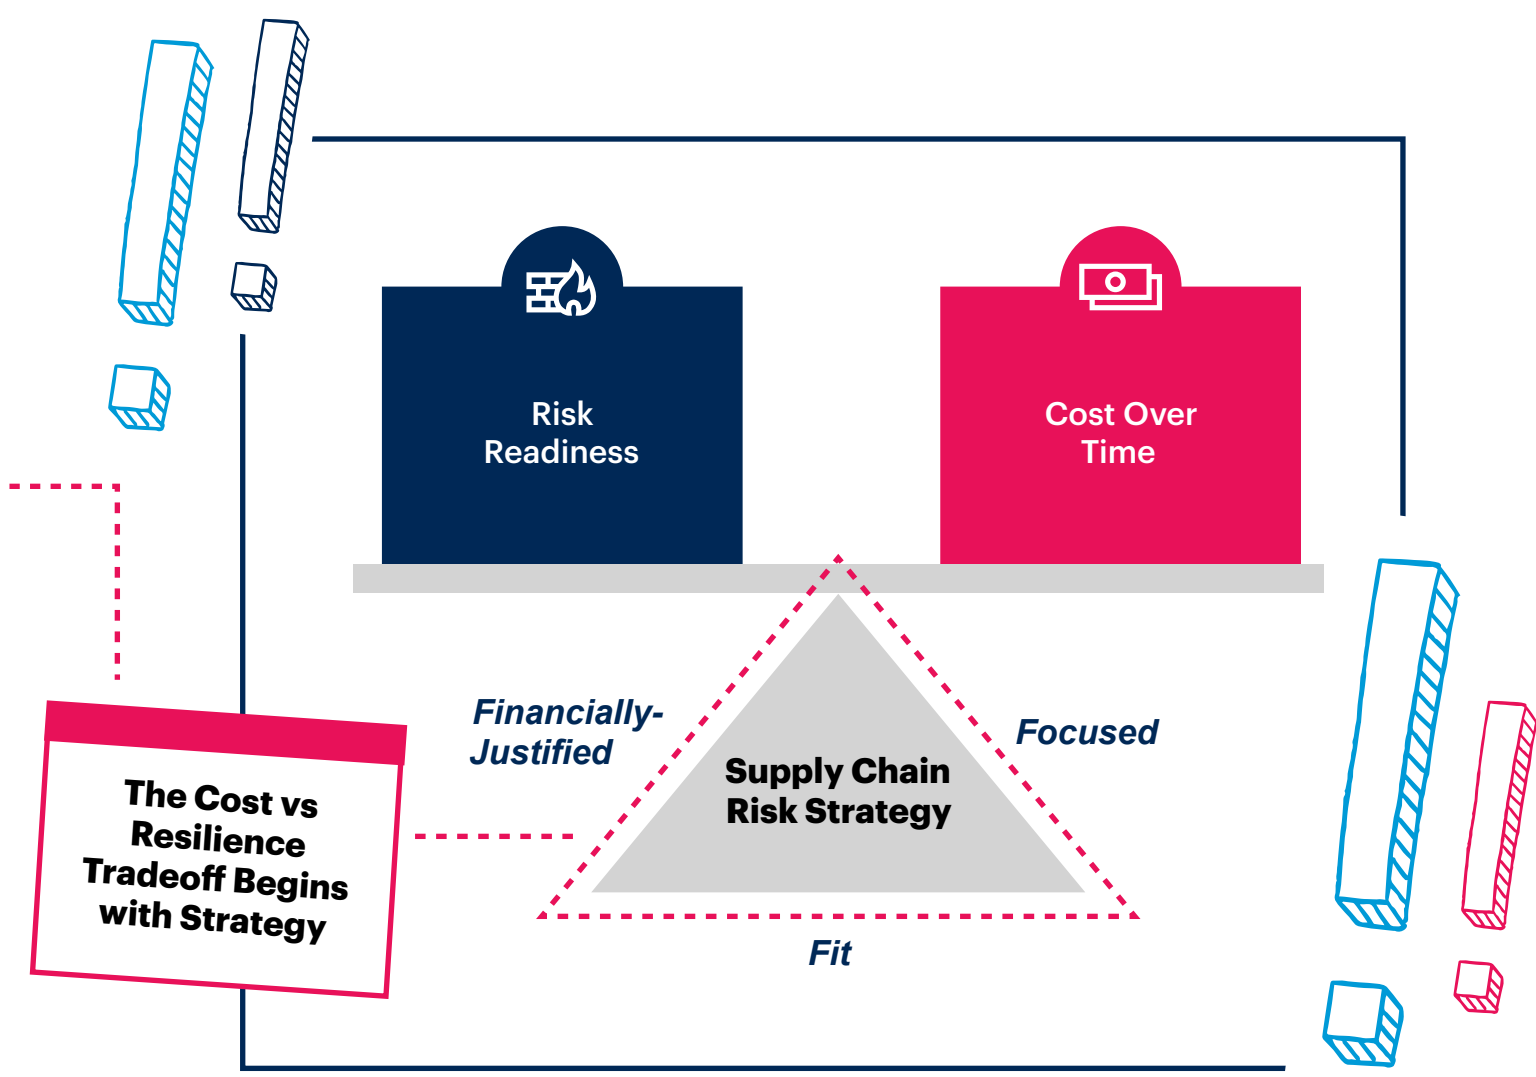 Risk
Readiness
Cost Over
Time
Financially-
Justified
Focused
Supply Chain
Risk Strategy
Fit
The Cost vs
Resilience
Tradeoff Begins
with Strategy